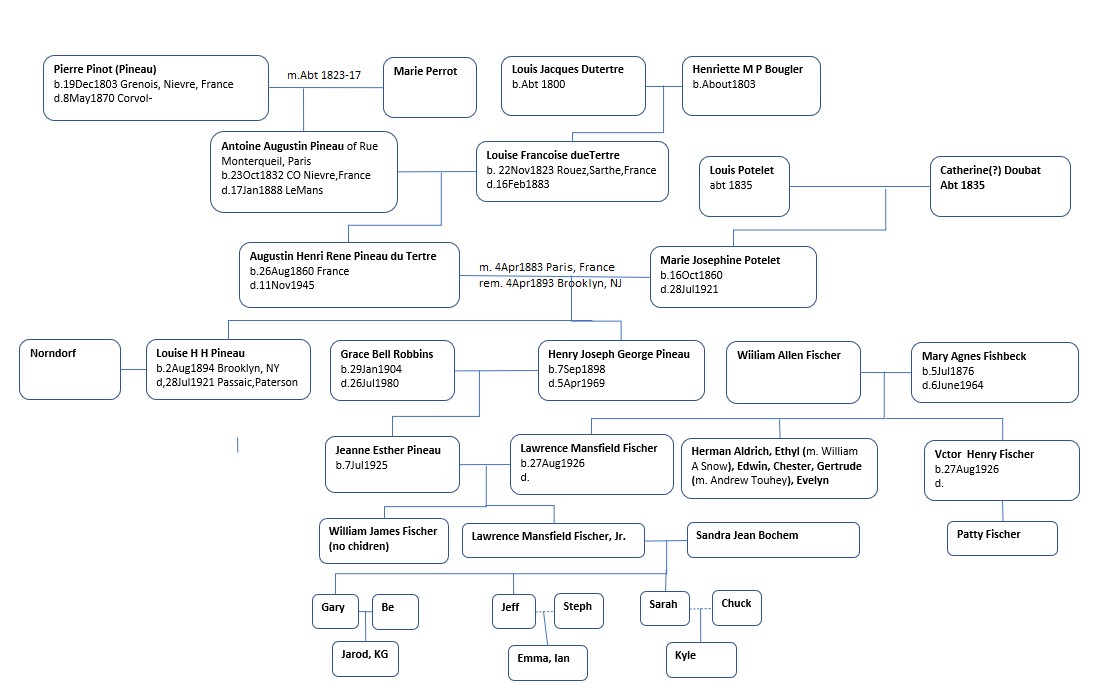 Pierre Pinot (Pineau)
b.19Dec1803 Grenois, Nievre, France
d.8May1870 Corvol-
m.Abt 1823-17
Marie Perrot
Louis Jacques Dutertre
b.Abt 1800
Henriette M P Bougler
b.About1803
Antoine Augustin Pineau of Rue
Monterqueil, Paris
b.23Oct1832 CO Nievre,France
d.17Jan1888 LeMans
Louise Francoise dueTertre
b. 22Nov1823 Rouez,Sarthe,France
d.16Feb1883
Louis Potelet
abt 1835
Catherine(?) Doubat
Abt 1835
Augustin Henri Rene Pineau du Tertre
b.26Aug1860 France
d.11Nov1945
m. 4Apr1883 Paris, France
rem. 4Apr1893 Brooklyn, NJ
Marie Josephine Potelet
b.16Oct1860
d.28Jul1921
Norndorf
Louise H H Pineau
b.2Aug1894 Brooklyn, NY
d,28Jul1921 Passaic,Paterson
Grace Bell Robbins
b.29Jan1904
d.26Jul1980
Henry Joseph George Pineau
b.7Sep1898
d.5Apr1969
Wiiliam Allen Fischer
Mary Agnes Fishbeck
b.5Jul1876
d.6June1964
Jeanne Esther Pineau
b.7Jul1925
Lawrence Mansfield Fischer
b.27Aug1926
d.
Herman Aldrich, Ethyl (m. William
A Snow), Edwin, Chester, Gertrude
(m. Andrew Touhey), Evelyn
Vctor  Henry Fischer
b.27Aug1926
d.
William James Fischer
(no chidren)
Lawrence Mansfield Fischer, Jr.
Sandra Jean Bochem
Patty Fischer
Gary
Be
Jeff
Steph
Sarah
Chuck
Jarod, KG
Emma, Ian
Kyle